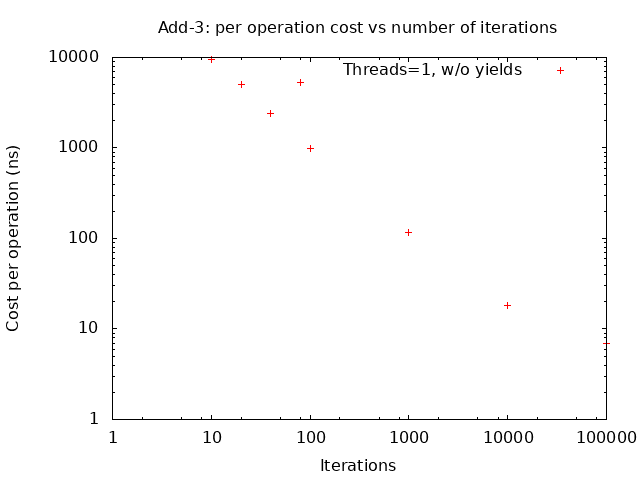 Add-3: per operation cost vs number of iterations
Threads=1, w/o yields
Cost per operation (ns)
10000
1000
100
10
1
1 10 100 1000 10000 100000
Iterations